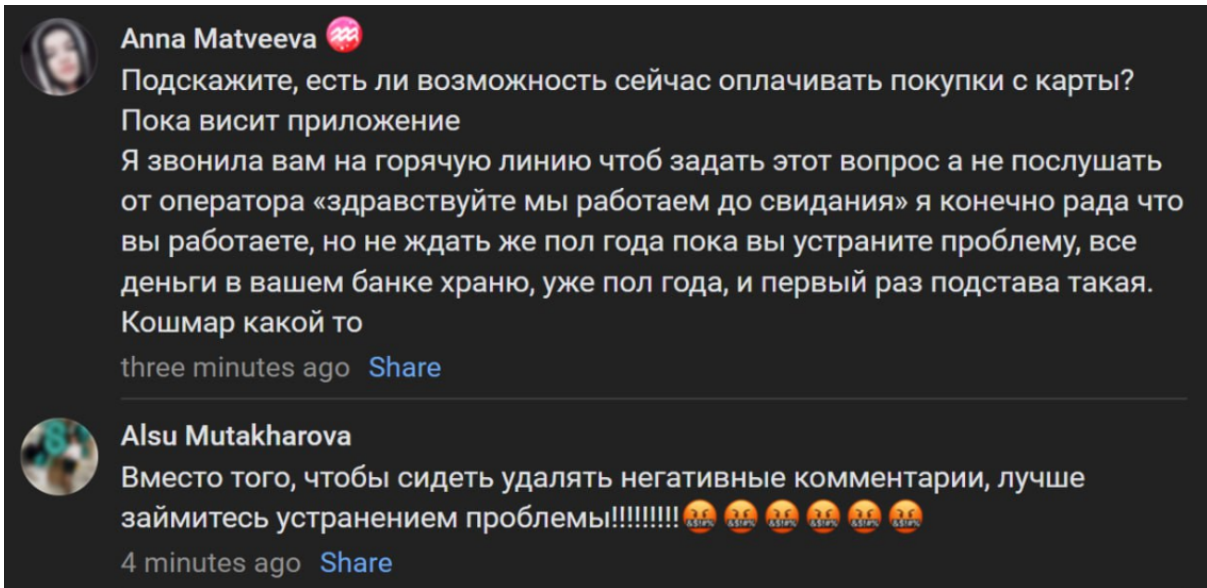 Anna Matveeva ♒
Подскажите, есть ли возможность сейчас оплачивать покупки с карты?
Пока висит приложение
Я звонила вам на горячую линию чтоб задать этот вопрос а не послушать
от оператора «здравствуйте мы работаем до свидания» я конечно рада что
вы работаете, но не ждать же пол года пока вы устраните проблему, все
деньги в вашем банке храню, уже пол года, и первый раз подстава такая.
Кошмар какой то
three minutes ago Share
Alsu Mutakharova
Вместо того, чтобы сидеть удалять негативные комментарии, лучше
займитесь устранением проблемы!!!!!!!!!🤬🤬🤬🤬🤬🤬
4 minutes ago Share